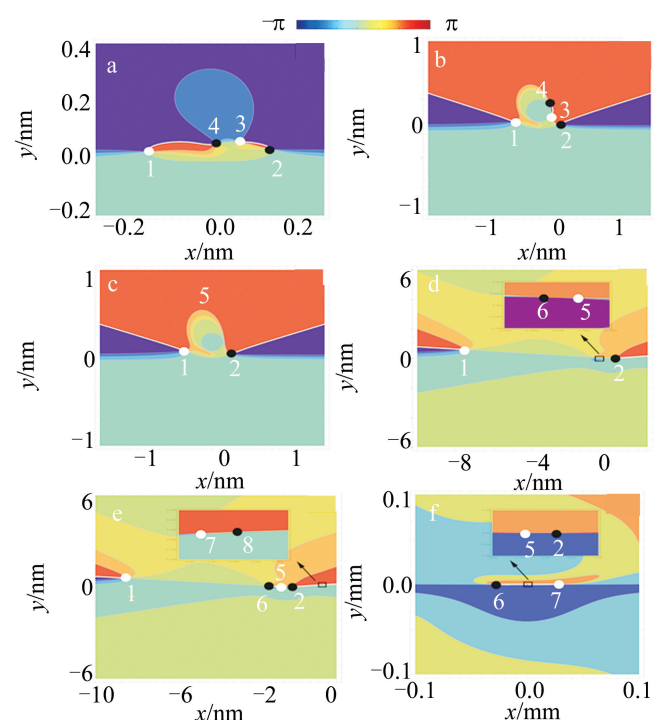 −π π
a
0.4
0.2
0.0
−0.2
y/nm
4 3
1 2
−0.2 0.0 0.2
x/nm
b
1
0
−1
y/nm
4
3
1 2
−1 0 1
x/nm
c
1
0
−1
y/nm
5
1 2
−1 0 1
x/nm
d
6
0
−6
y/nm
6 5
1 2
−8 −4 0
x/nm
e
6
0
−6
y/nm
7 8
5
1 6 2
−10 −6 −2 0
x/nm
f
0.1
0.0
−0.1
y/mm
5 2
6 7
−0.1 0.0 0.1
x/mm